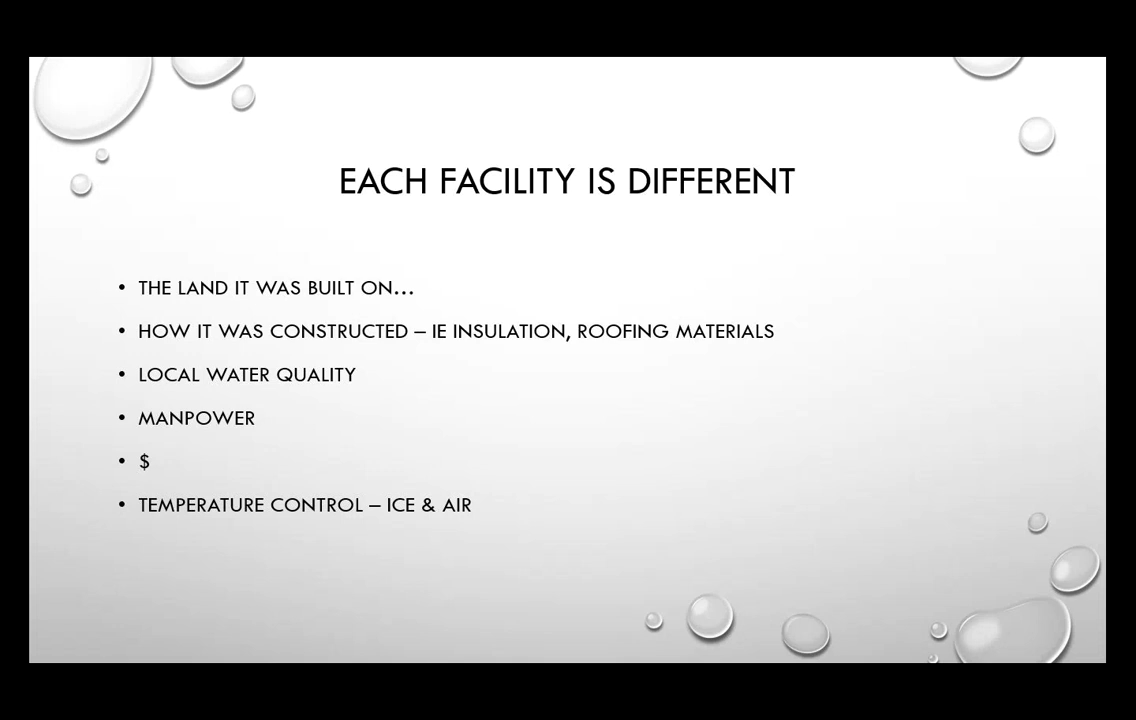 EACH FACILITY IS DIFFERENT
• THE LAND IT WAS BUILT ON…
• HOW IT WAS CONSTRUCTED – IE INSULATION, ROOFING MATERIALS
• LOCAL WATER QUALITY
• MANPOWER
• $
• TEMPERATURE CONTROL – ICE & AIR